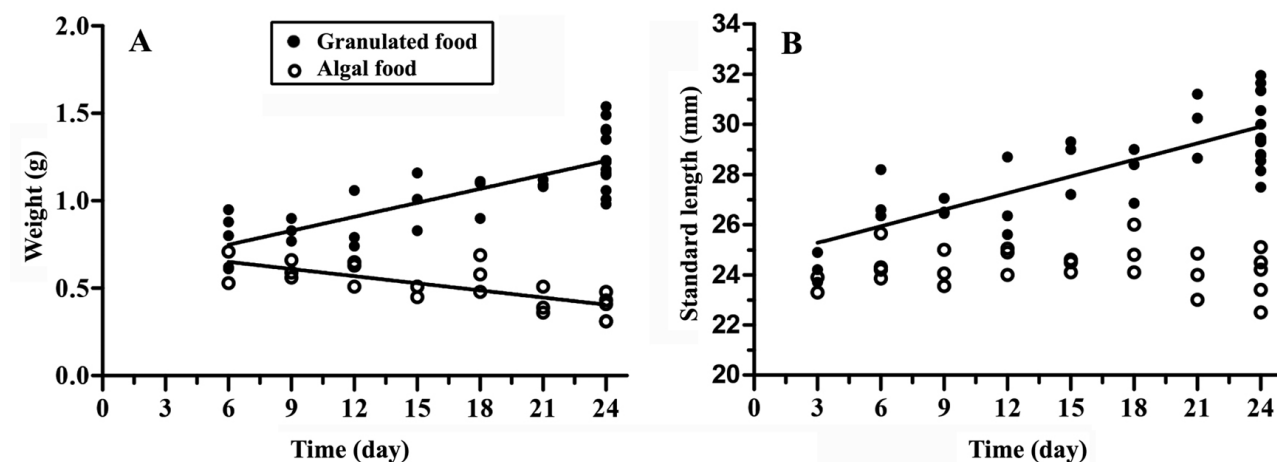 A
Granulated food
Algal food
Weight (g)
2.0
1.5
1.0
0.5
0.0
0 3 6 9 12 15 18 21 24
Time (day)
B
Standard length (mm)
34
32
30
28
26
24
22
20
0 3 6 9 12 15 18 21 24
Time (day)